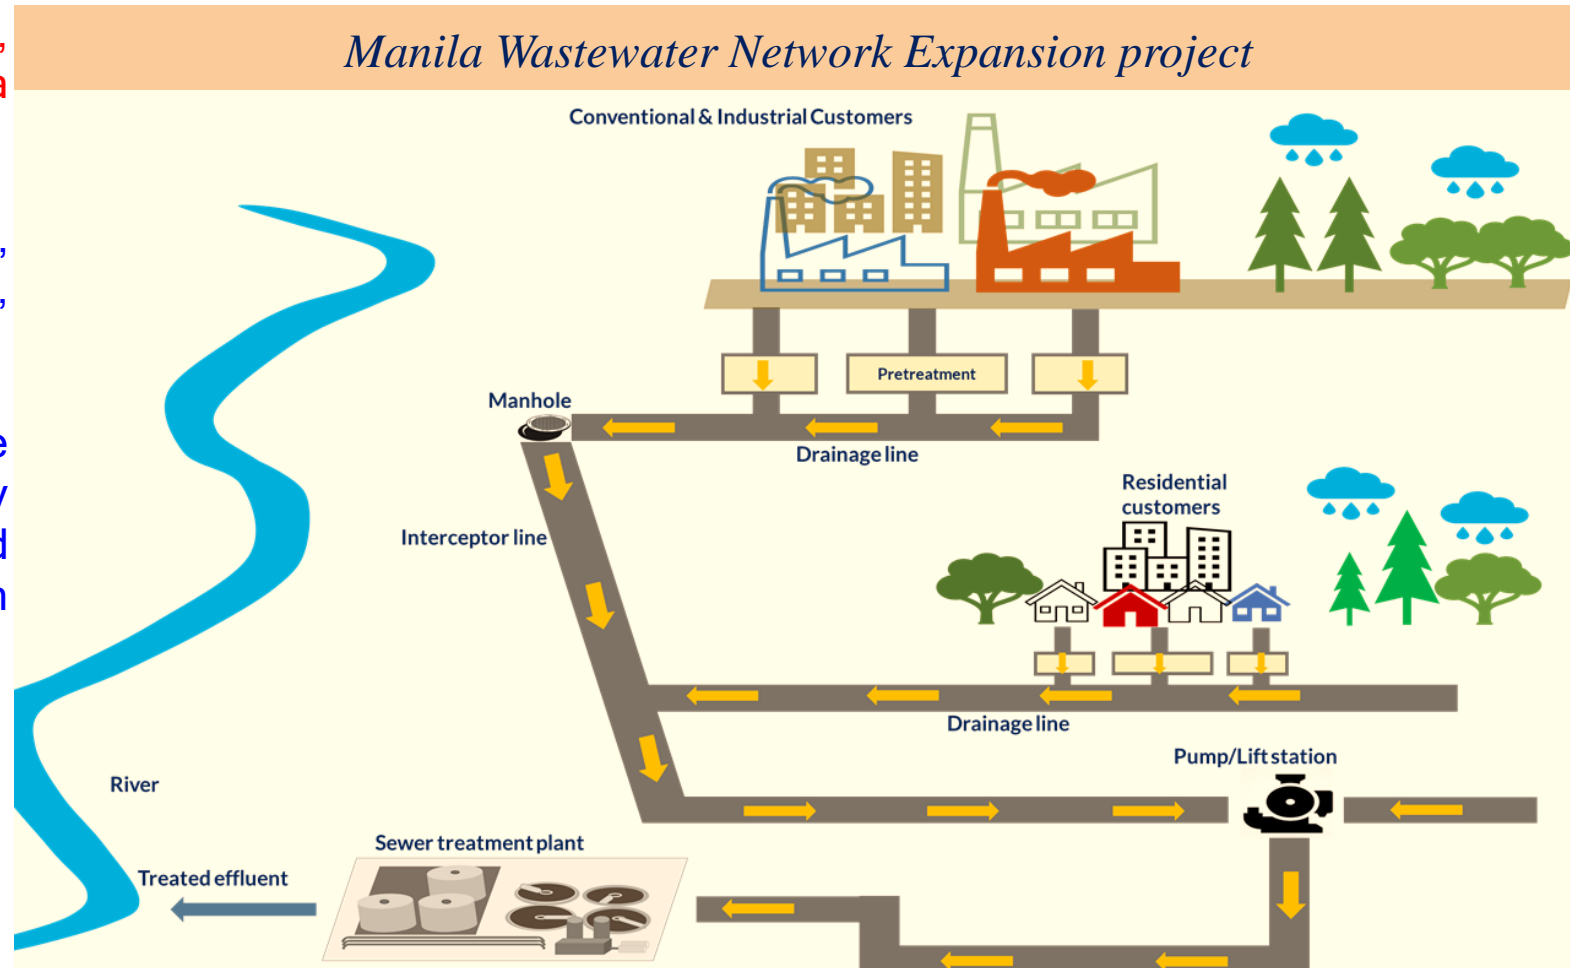 Manila Wastewater Network Expansion project
Conventional & Industrial Customers
Pretreatment
Manhole
Drainage line
Residential
customers
Interceptor line
Drainage line
Pump/Lift station
River
Sewer treatment plant
Treated effluent